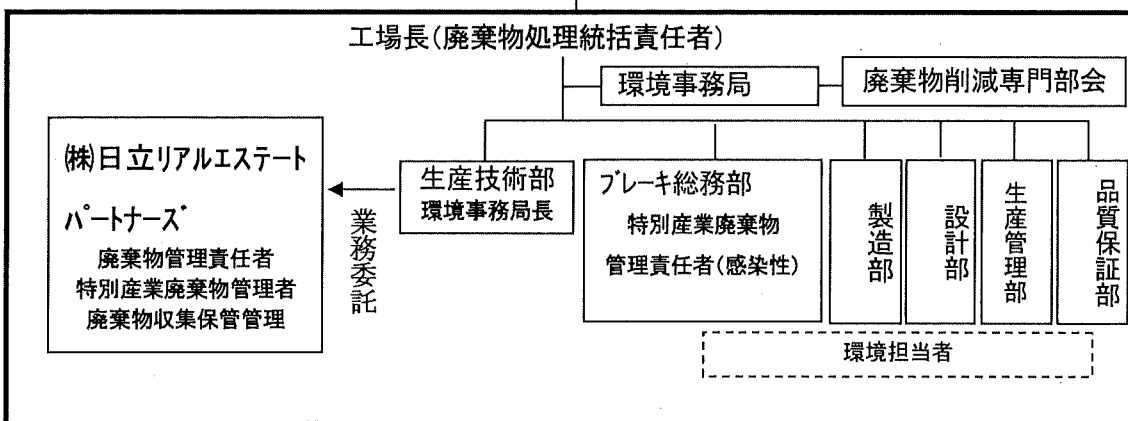 工場長(廃棄物処理統括責任者)
環境事務局
廃棄物削減専門部会
㈱日立リアルエステート
パートナーズ
廃棄物管理責任者
特別産業廃棄物管理者
廃棄物収集保管管理
業務委託
生産技術部
環境事務局長
ブレーキ総務部
特別産業廃棄物
管理責任者(感染性)
製造部
設計部
生産管理部
品質保証部
環境担当者